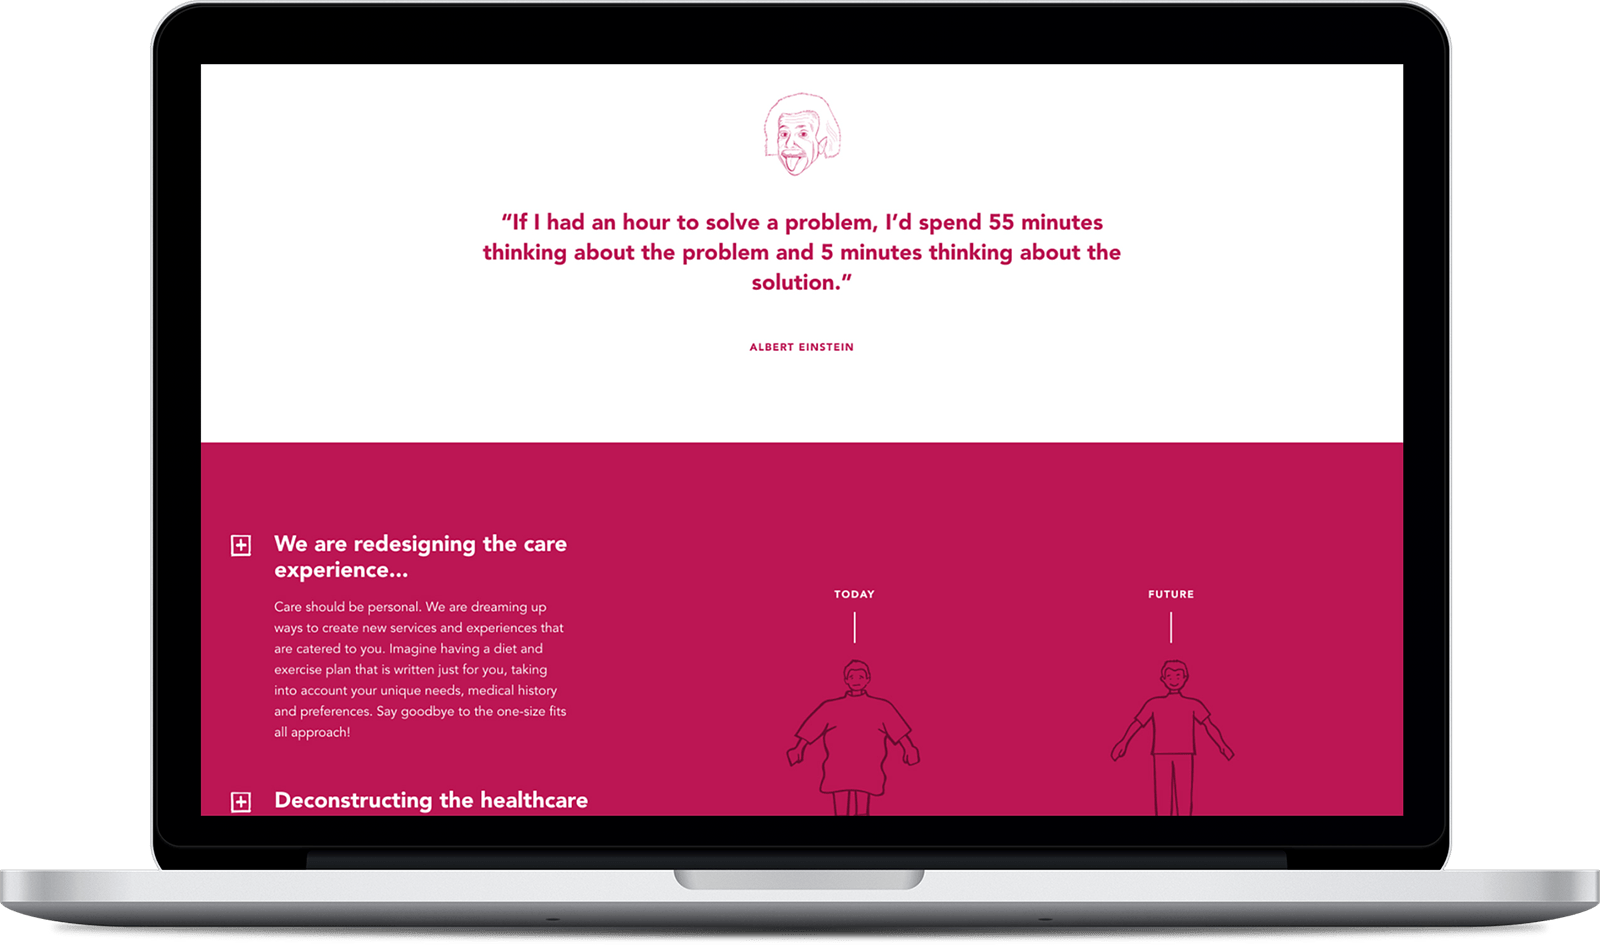 “If I had an hour to solve a problem, I’d spend 55 minutes
thinking about the problem and 5 minutes thinking about the
solution.”
ALBERT EINSTEIN
We are redesigning the care
experience...
Care should be personal. We are dreaming up
ways to create new services and experiences that
are catered to you. Imagine having a diet and
exercise plan that is written just for you, taking
into account your unique needs, medical history
and preferences. Say goodbye to the one-size fits
all approach!
Deconstructing the healthcare
TODAY
FUTURE